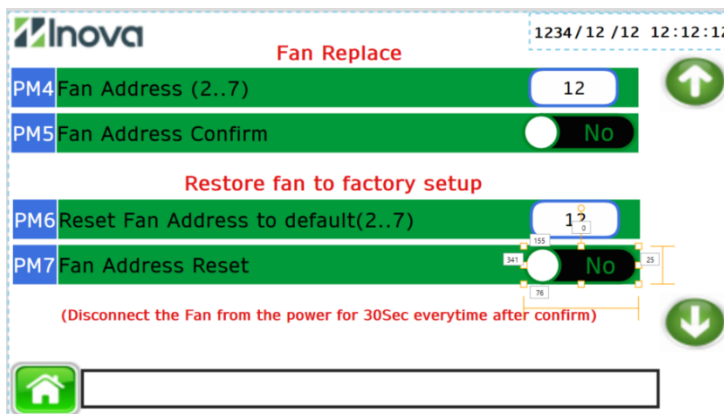 Inova
1234/12/12 12:12:12
Fan Replace
PM4 Fan Address (2..7) 12
PM5 Fan Address Confirm No
Restore fan to factory setup
PM6 Reset Fan Address to default(2..7) 12
0
155
PM7 Fan Address Reset 341 No 25
76
(Disconnect the Fan from the power for 30Sec everytime after confirm)